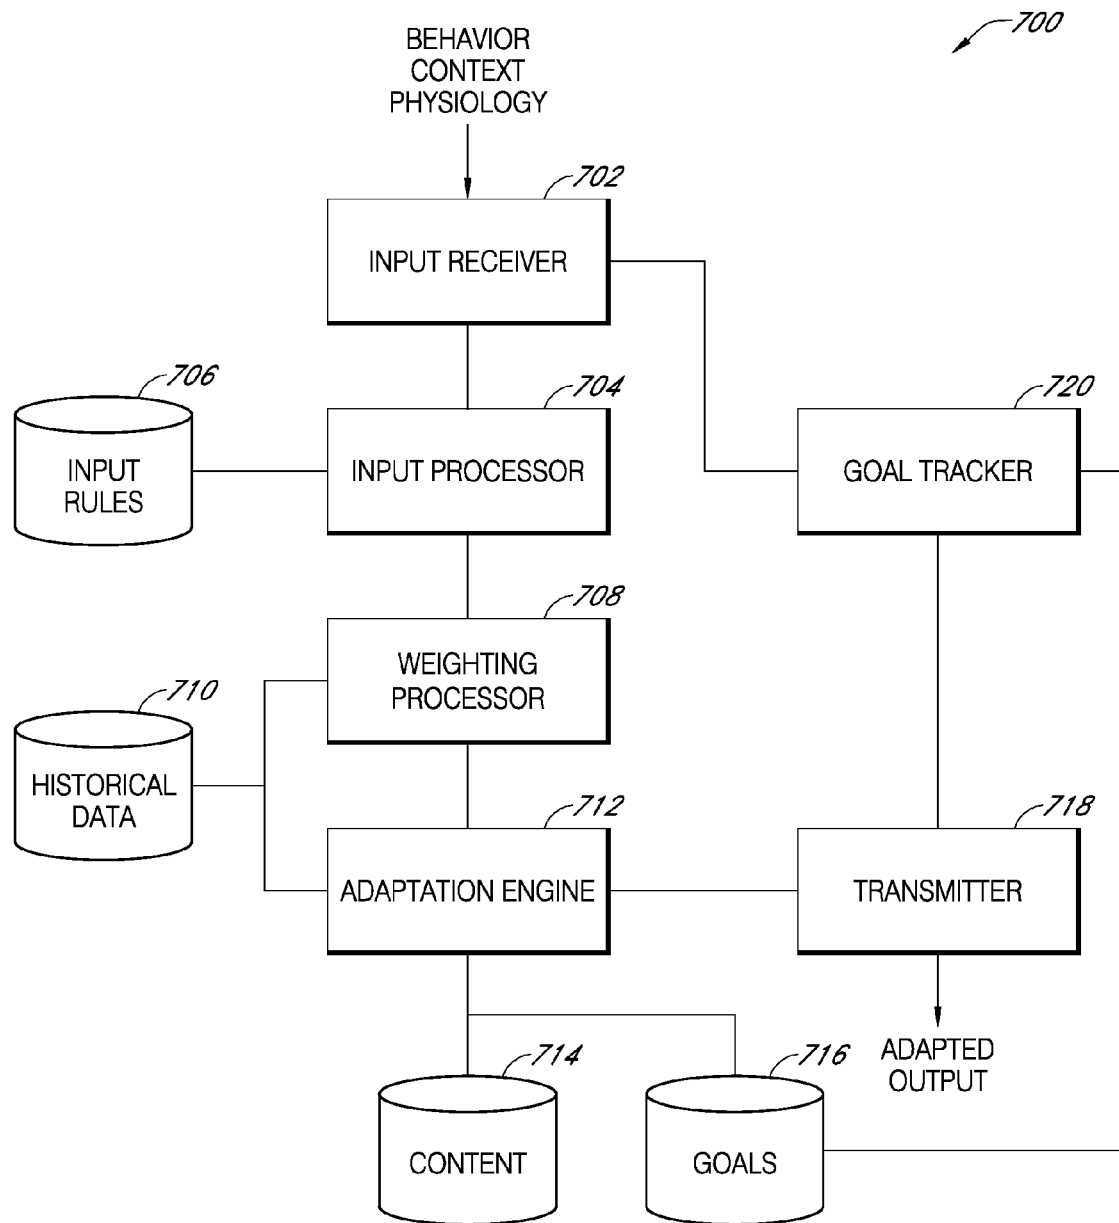 700
BEHAVIOR
CONTEXT
PHYSIOLOGY
702
INPUT RECEIVER
706
INPUT
RULES
704
INPUT PROCESSOR
720
GOAL TRACKER
708
WEIGHTING
PROCESSOR
710
HISTORICAL
DATA
712
ADAPTATION ENGINE
718
TRANSMITTER
714
CONTENT
716
GOALS
ADAPTED
OUTPUT